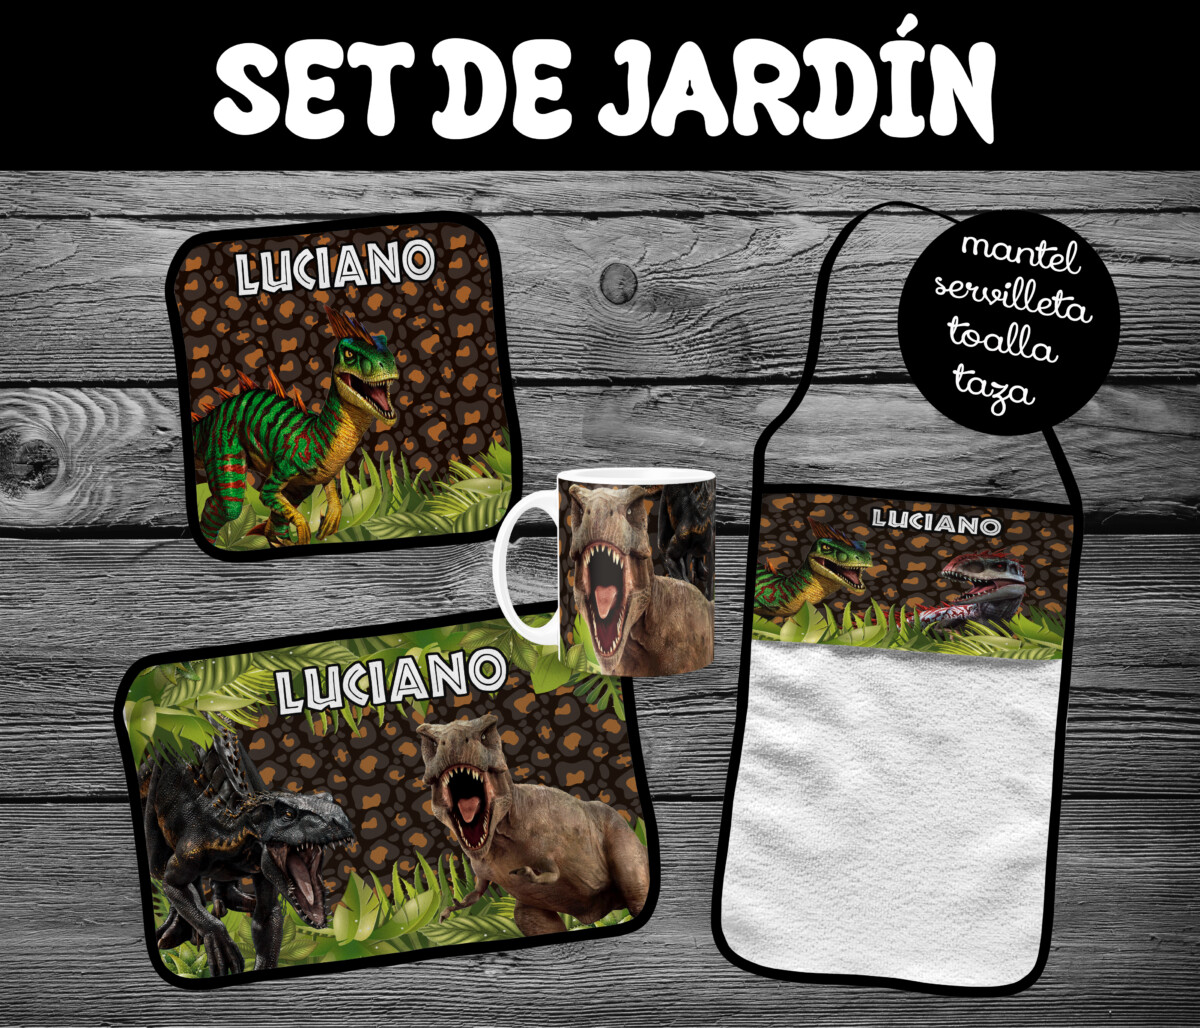 SET DE JARDÍN
LUCIANO
mantel
servilleta
toalla
taza
LUCIANO
LUCIANO